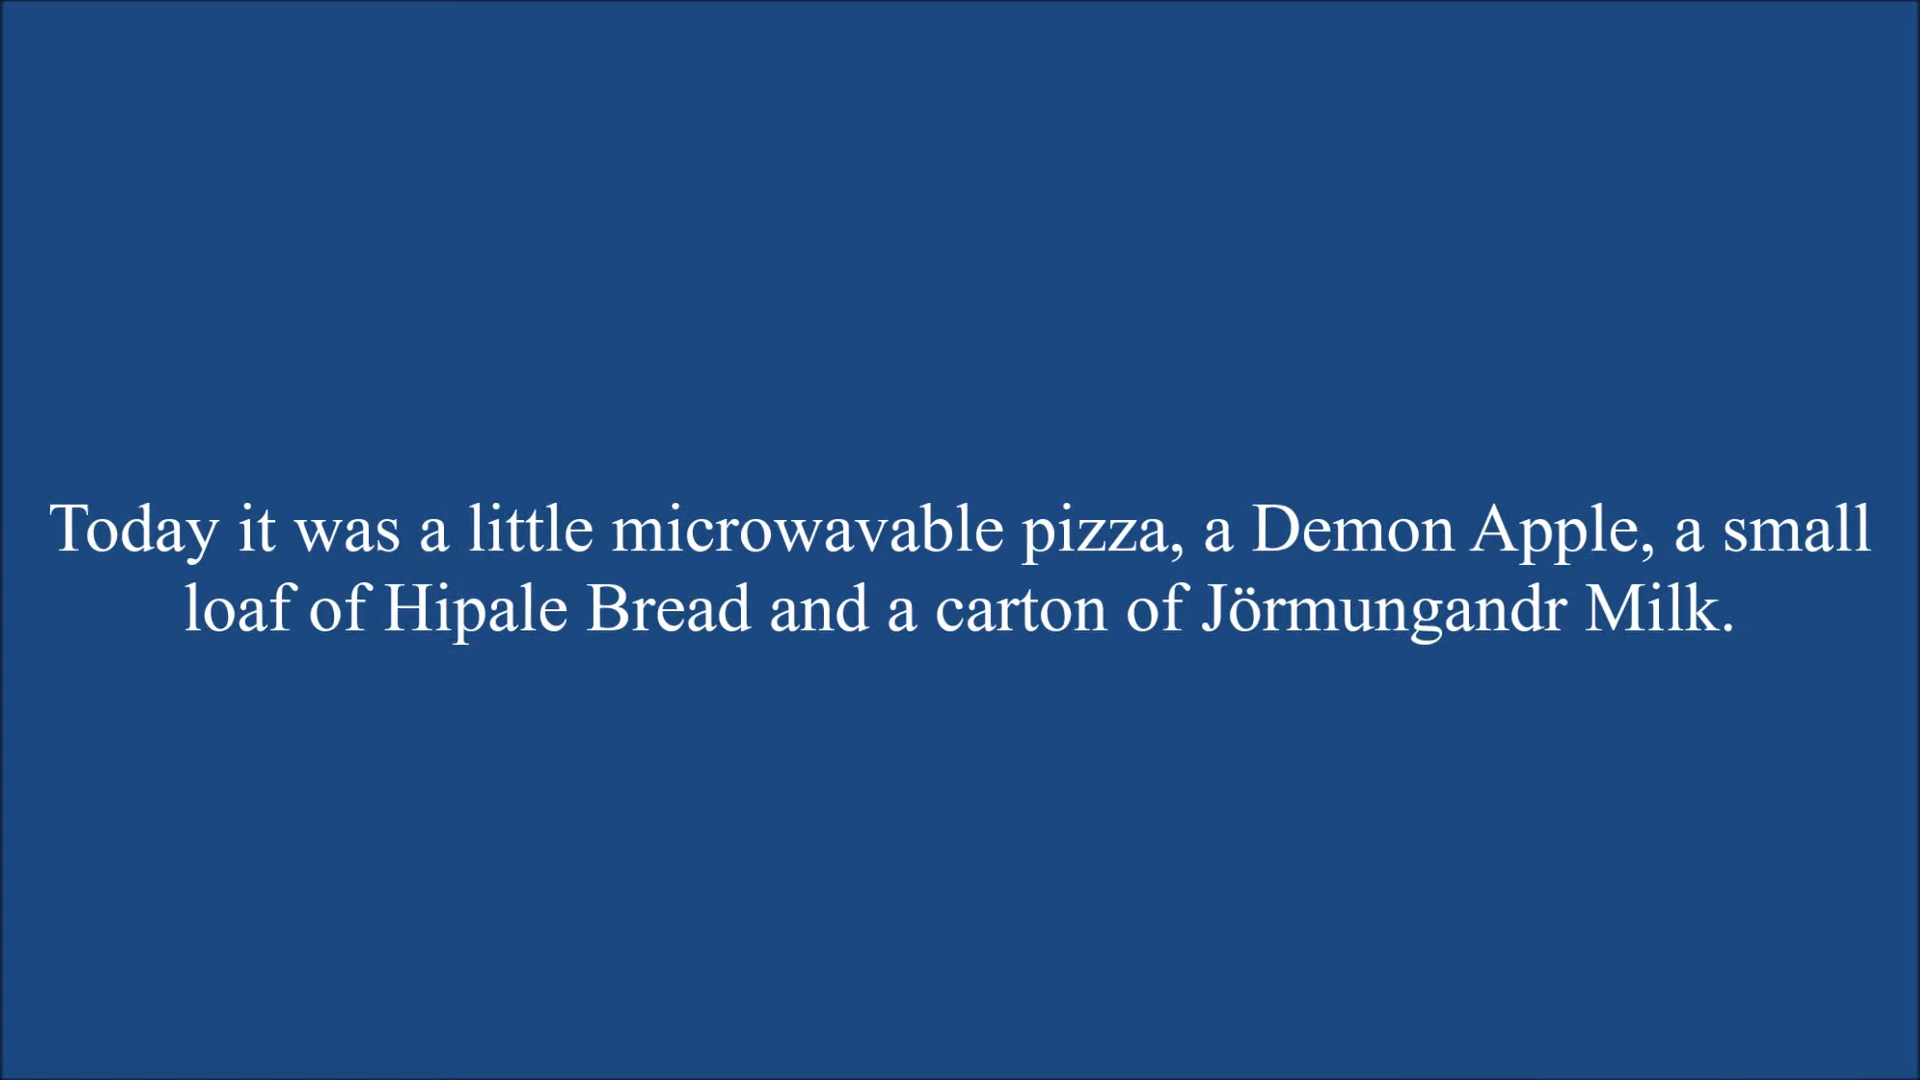 Today it was a little microwavable pizza, a Demon Apple, a small
loaf of Hipale Bread and a carton of Jörmungandr Milk.